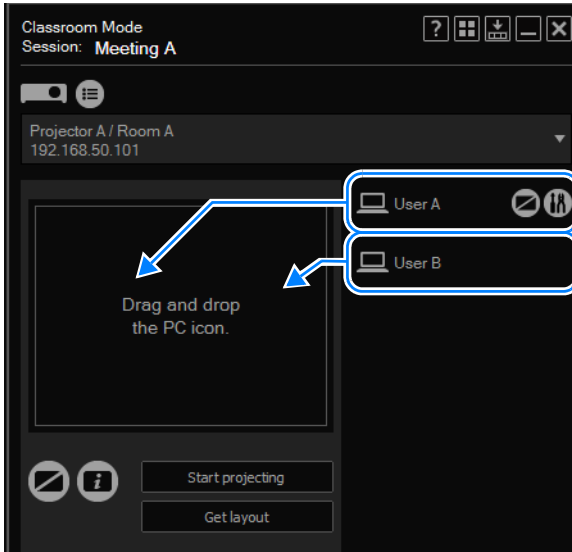 Classroom Mode
Session: Meeting A
?
Projector A / Room A
192.168.50.101
User A
User B
Drag and drop
the PC icon.
i
Start projecting
Get layout